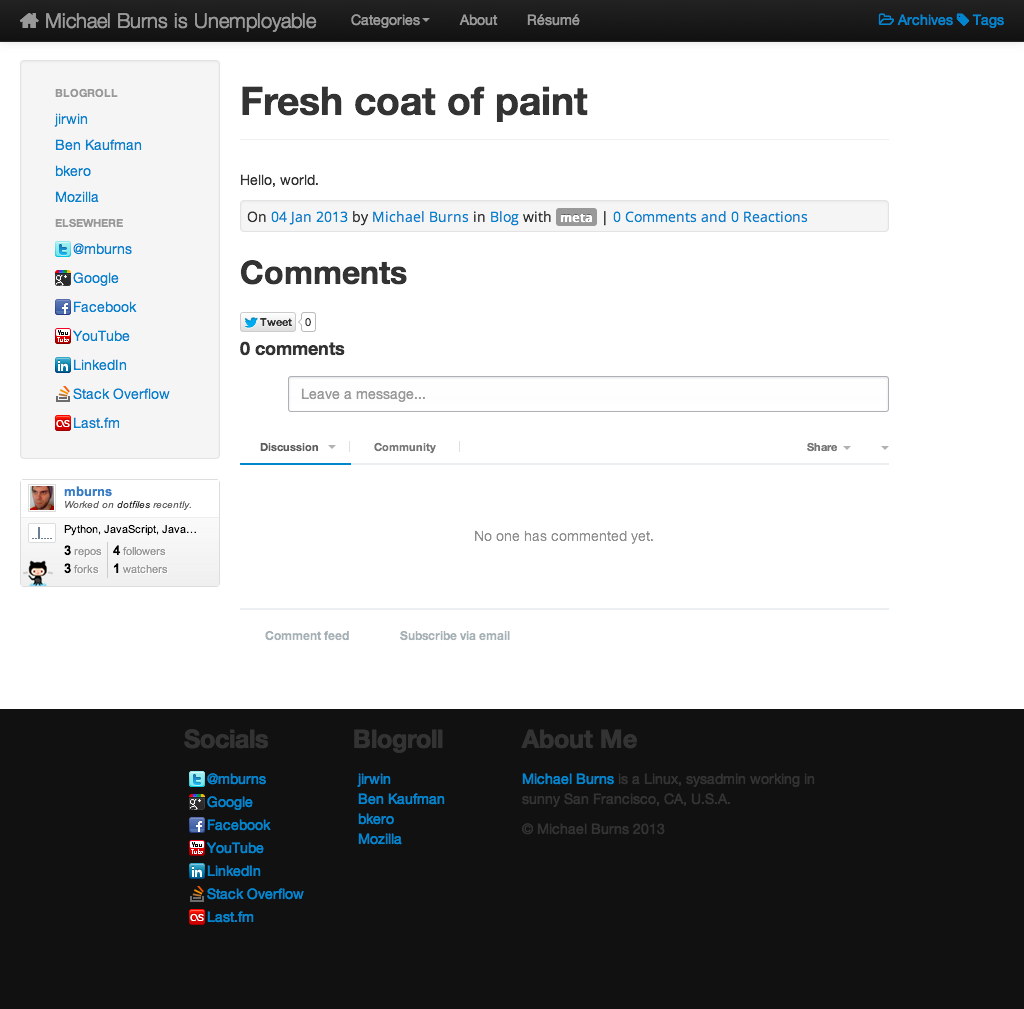 Michael Burns is Unemployable Categories About Résumé Archives Tags
BLOGROLL
jirwin
Ben Kaufman
bkero
Mozilla
ELSEWHERE
@mburns
Google
Facebook
YouTube
LinkedIn
Stack Overflow
Last.fm
mburns
Worked on dotfiles recently.
Python, JavaScript, Java…
3 repos 4 followers
3 forks 1 watchers
Fresh coat of paint
Hello, world.
On 04 Jan 2013 by Michael Burns in Blog with meta | 0 Comments and 0 Reactions
Comments
Tweet 0
0 comments
Leave a message...
Discussion Community Share
No one has commented yet.
Comment feed Subscribe via email
Socials
@mburns
Google
Facebook
YouTube
LinkedIn
Stack Overflow
Last.fm
Blogroll
jirwin
Ben Kaufman
bkero
Mozilla
About Me
Michael Burns is a Linux, sysadmin working in
sunny San Francisco, CA, U.S.A.
© Michael Burns 2013